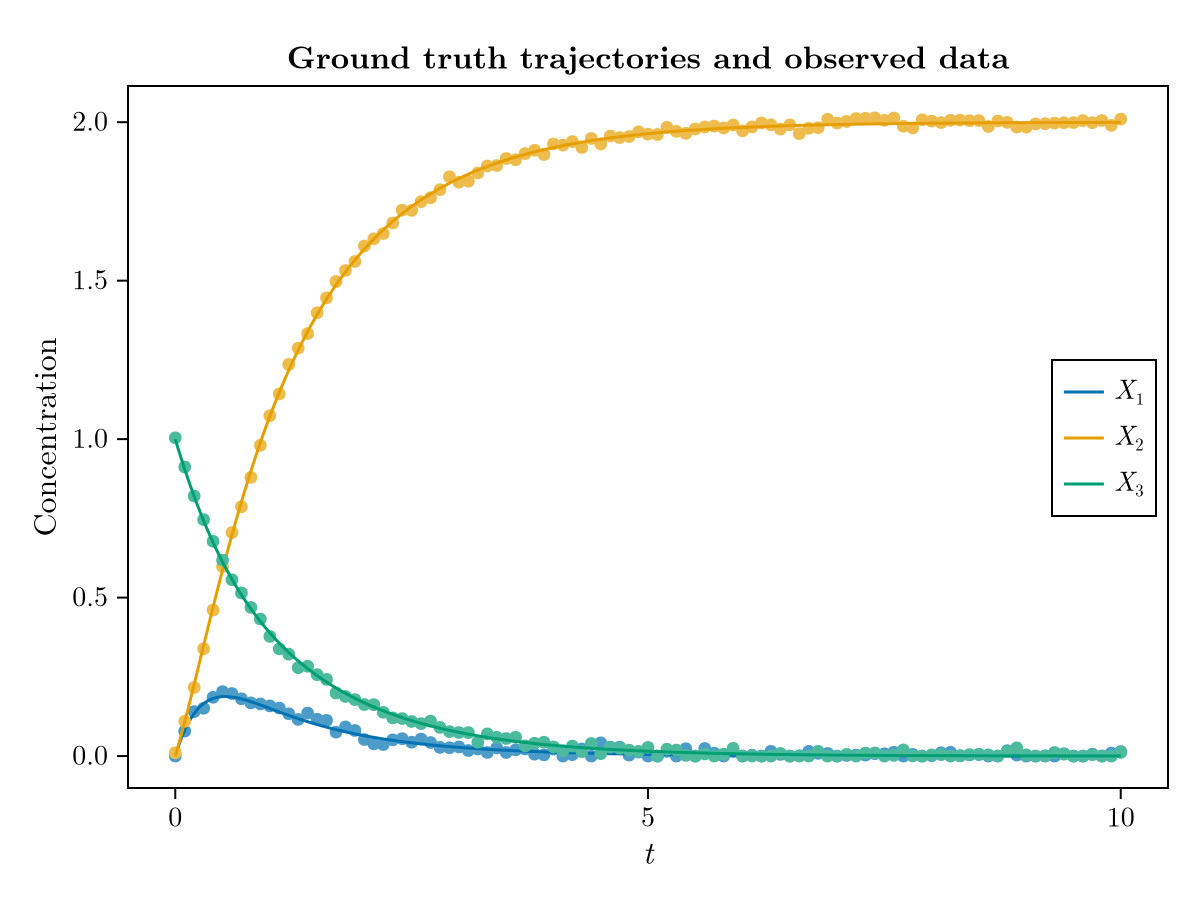 Ground truth trajectories and observed data
2.0
1.5
1.0
0.5
0.0
Concentration
0
5
10
t
X₁
X₂
X₃